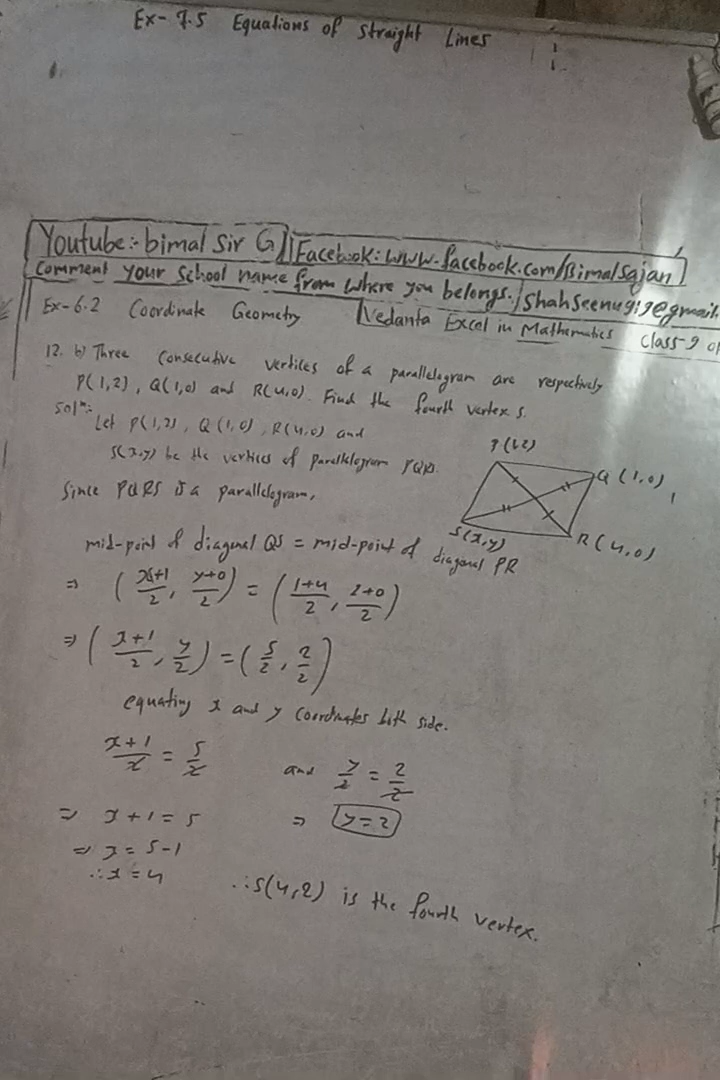 Ex- 7.5 Equations of Straight Lines
Youtube:- bimal Sir G
Facebook: www.facebook.com/Bimalsajan
Comment your School name from where you belongs. / Shahseenu919@gmail.
Ex-6.2 Coordinate Geometry
Vedanta Excel in Mathematics Class-9 of
12. b) Three consecutive vertices of a parallelogram are respectively
P(1,2), Q(1,0) and R(4,0). Find the fourth vertex s.
Solⁿ:
Let P(1,2), Q(1,0), R(4,0) and
S(x,y) be the vertices of parallelogram PQRS.
Since PQRS is a parallelogram,
P(1,2)
Q(1,0)
S(x,y)
R(4,0)
mid-point of diagonal QS = mid-point of diagonal PR
⇒ (x+1/2, y+0/2) = (1+4/2, 2+0/2)
⇒ (x+1/2, y/2) = (5/2, 2/2)
equating x and y coordinates both side.
x+1/2 = 5/2 and y/2 = 2/2
⇒ x+1=5 ⇒ y=2
⇒ x=5-1
∴x=4 ∴S(4,2) is the fourth vertex.